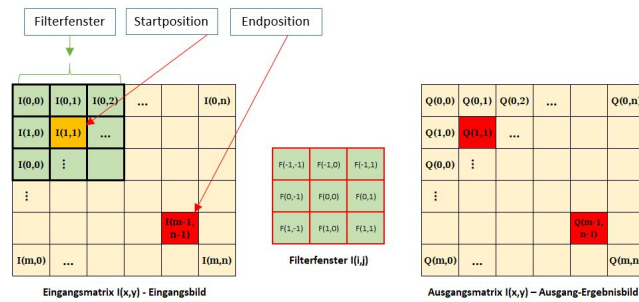 Filterfenster Startposition Endposition
I(0,0) I(0,1) I(0,2) ... I(0,n)
I(1,0) I(1,1) ...
I(0,0) ⋮
⋮
I(m-1,
n-1)
I(m,0) ... I(m,n)
Eingangsmatrix I(x,y) - Eingangsbild
F(-1,-1) F(-1,0) F(-1,1)
F(0,-1) F(0,0) F(0,1)
F(1,-1) F(1,0) F(1,1)
Filterfenster I(i,j)
Q(0,0) Q(0,1) Q(0,2) ... Q(0,n)
Q(1,0) Q(1,1) ...
Q(0,0) ⋮
⋮
Q(m-1,
n-1)
Q(m,0) ... Q(m,n
Ausgangsmatrix I(x,y) – Ausgang-Ergebnisbild